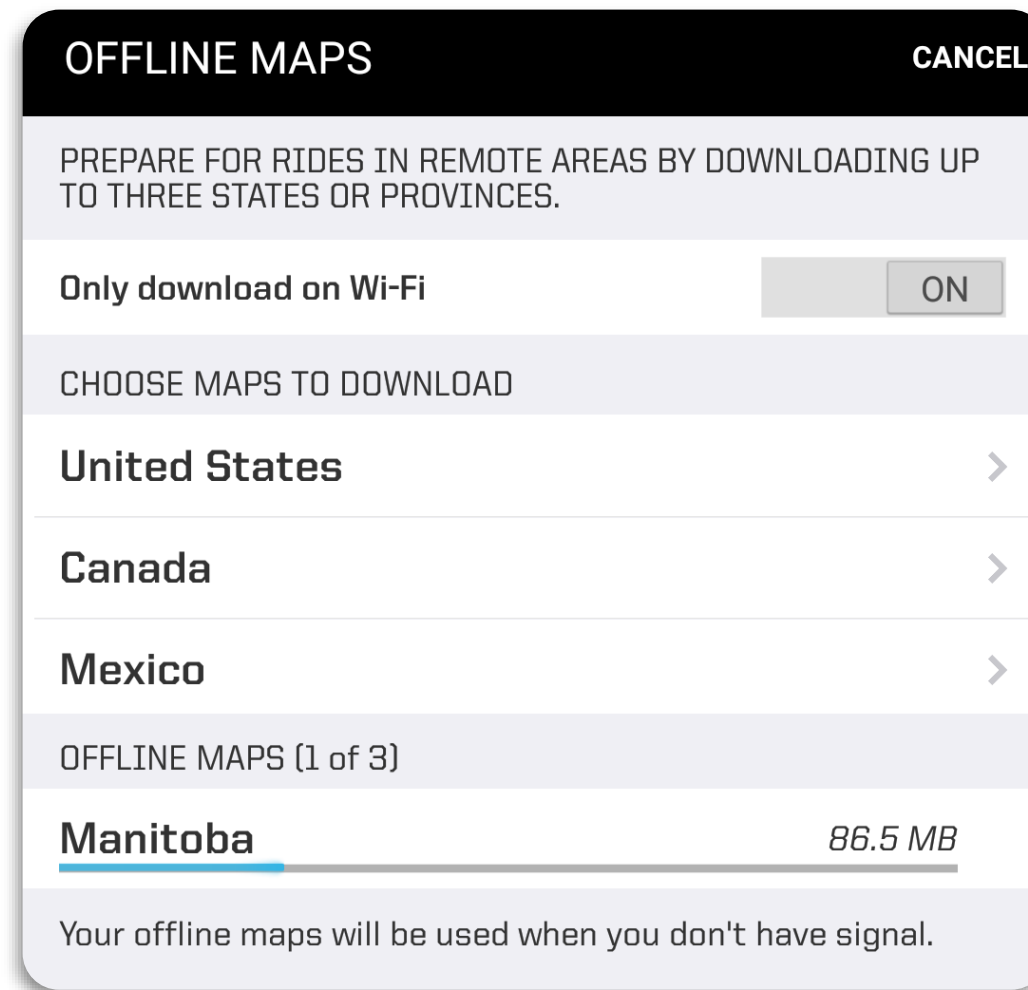 OFFLINE MAPS
CANCEL
PREPARE FOR RIDES IN REMOTE AREAS BY DOWNLOADING UP
TO THREE STATES OR PROVINCES.
Only download on Wi-Fi
ON
CHOOSE MAPS TO DOWNLOAD
United States
Canada
Mexico
OFFLINE MAPS (1 of 3)
Manitoba
86.5 MB
Your offline maps will be used when you don't have signal.